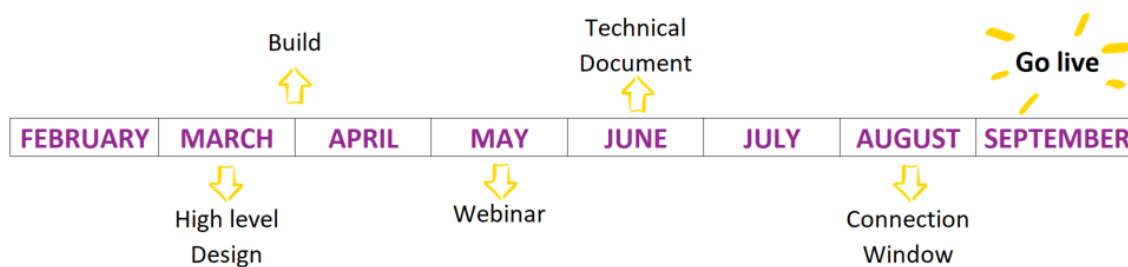 Build
Technical
Document
Go live
FEBRUARY MARCH APRIL MAY JUNE JULY AUGUST SEPTEMBER
High level
Design
Webinar
Connection
Window